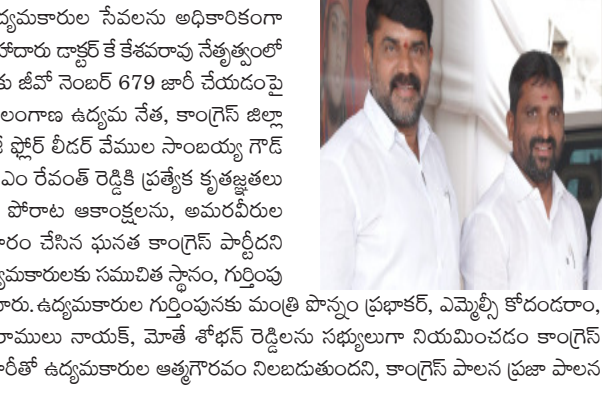 ద్యమకారుల సేవలను అధికారికంగా
హాదారు డాక్టర్ కే కేశవరావు నేతృత్వంలో
కు జీవో నెంబర్ 679 జారీ చేయడంపై
లంగాణ ఉద్యమ నేత, కాంగ్రెస్ జిల్లా
జీ ఫ్లోర్ లీడర్ వేముల సాంబయ్య గౌడ్
ఎం రేవంత్ రెడ్డికి ప్రత్యేక కృతజ్ఞతలు
పోరాట ఆకాంక్షలను, అమరవీరుల
కారం చేసిన ఘనత కాంగ్రెస్ పార్టీదని
ద్యమకారులకు సముచిత స్థానం, గుర్తింపు
నారు. ఉద్యమకారుల గుర్తింపునకు మంత్రి పొన్నం ప్రభాకర్, ఎమ్మెల్సీ కోదండరాం,
రాములు నాయక్, మోతే శోభన్ రెడ్డిలను సభ్యులుగా నియమించడం కాంగ్రెస్
రీతో ఉద్యమకారుల ఆత్మగౌరవం నిలబడుతుందని, కాంగ్రెస్ పాలన ప్రజా పాలన